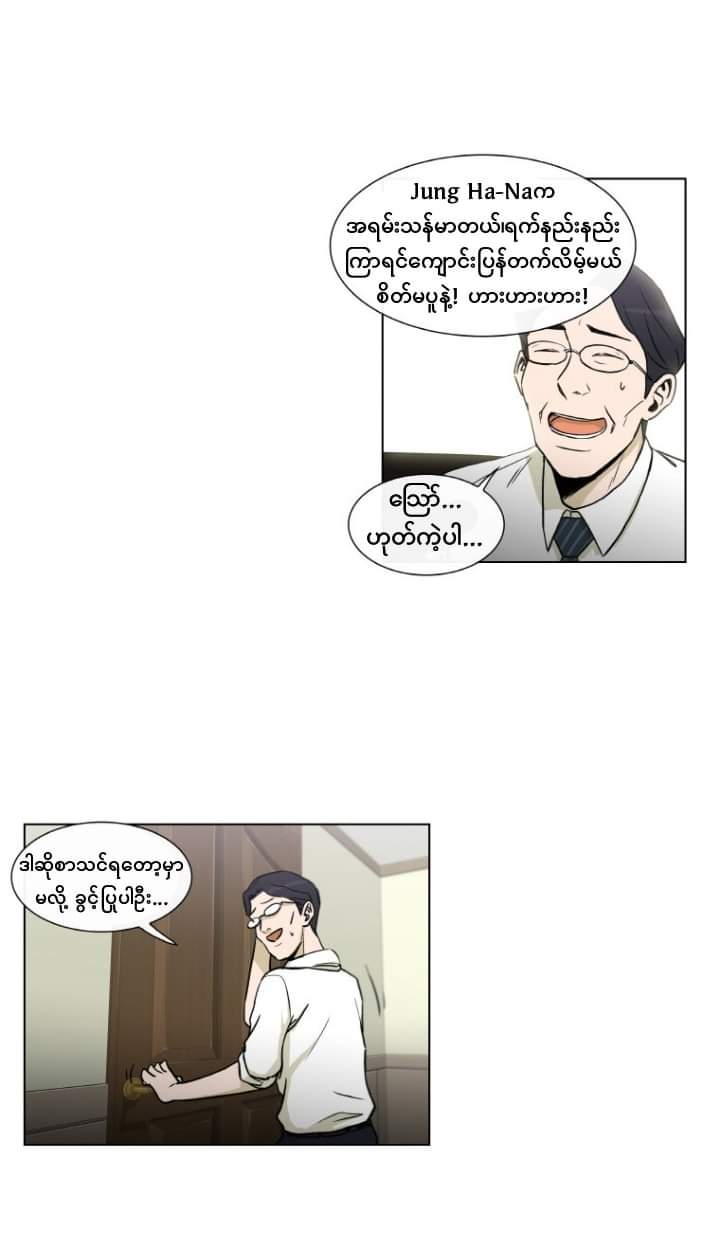 Jung Ha-Naက
အရမ်းသန်မာတယ်၊ရက်နည်းနည်း
ကြာရင်ကျောင်းပြန်တက်လိမ့်မယ်
စိတ်မပူနဲ့! ဟားဟားဟား!
ဪ...
ဟုတ်ကဲ့ပါ...
ဒါဆိုစာသင်ရတော့မှာ
မလို့ ခွင့်ပြုပါဦး...